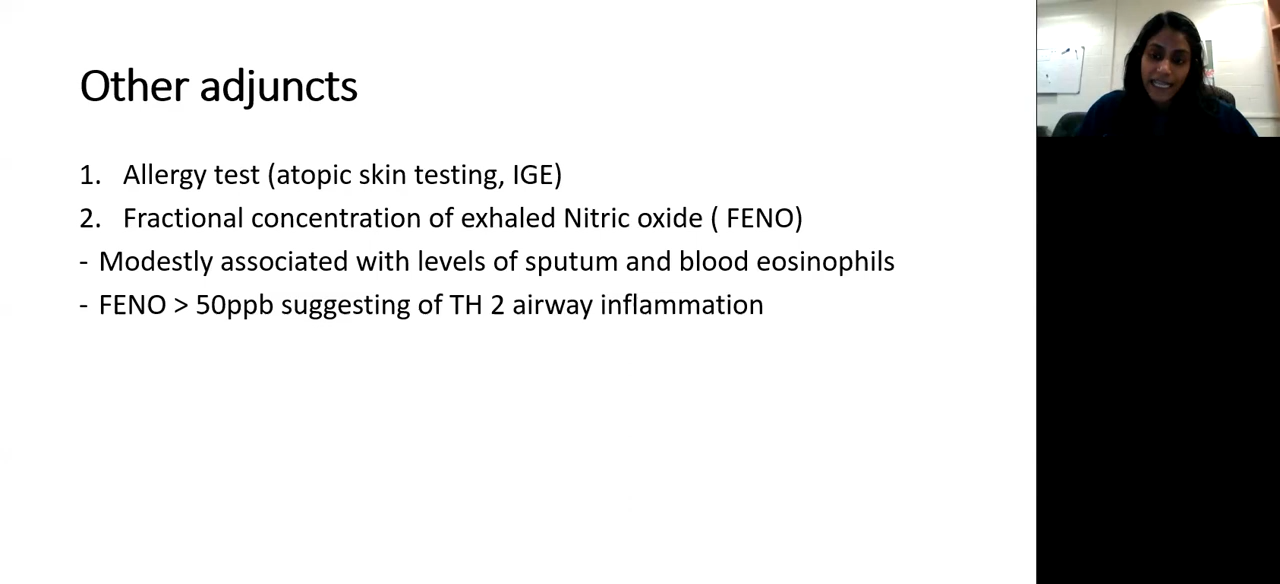 Other adjuncts
1. Allergy test (atopic skin testing, IGE)
2. Fractional concentration of exhaled Nitric oxide ( FENO)
- Modestly associated with levels of sputum and blood eosinophils
- FENO > 50ppb suggesting of TH 2 airway inflammation